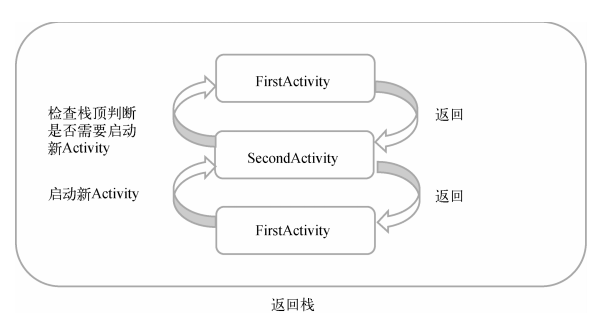 FirstActivity
检查栈顶判断
是否需要启动
新Activity
返回
SecondActivity
启动新Activity
返回
FirstActivity
返回栈